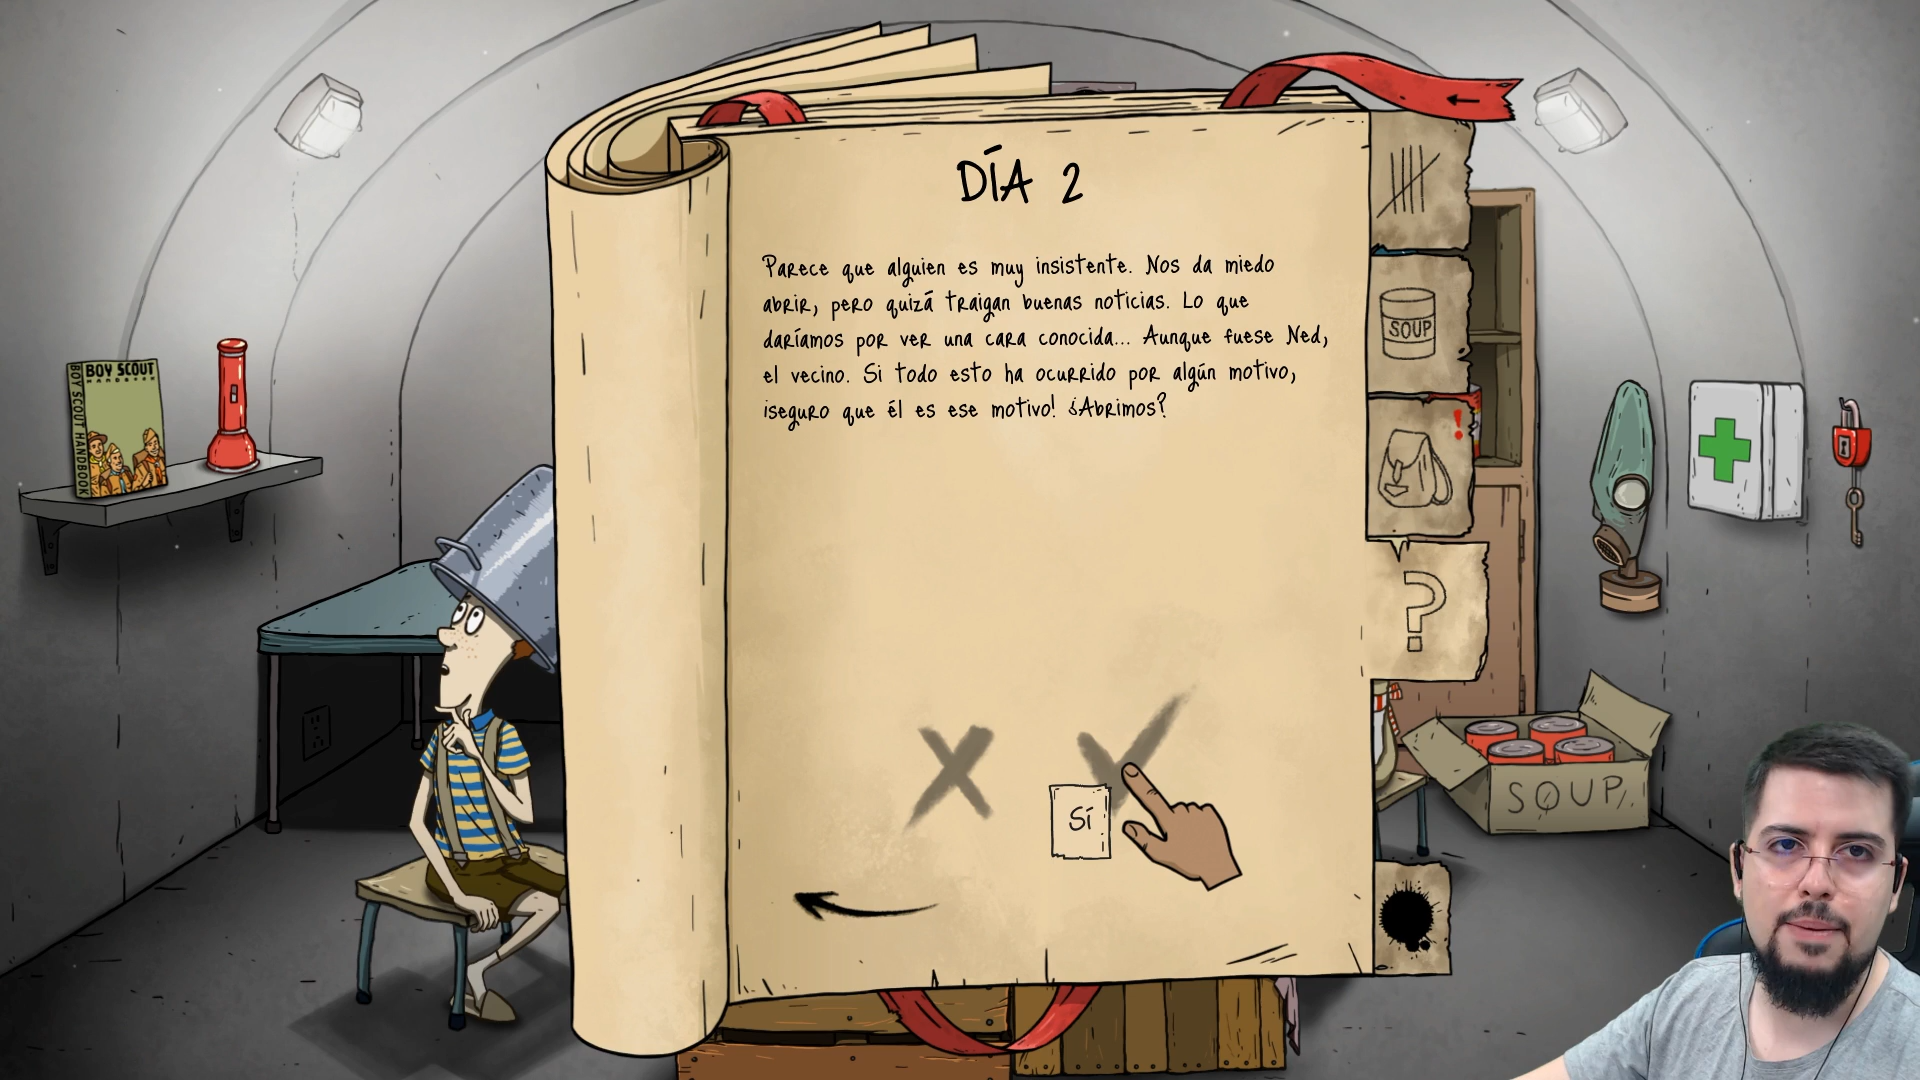 DÍA 2
Parece que alguien es muy insistente. Nos da miedo
abrir, pero quizá traigan buenas noticias. Lo que
daríamos por ver una cara conocida... Aunque fuese Ned,
el vecino. Si todo esto ha ocurrido por algún motivo,
¡seguro que él es ese motivo! ¿Abrimos?
Sí
BOY SCOUT
HANDBOOK
BOY SCOUT HANDBOOK
SOUP
!
?
SOUP